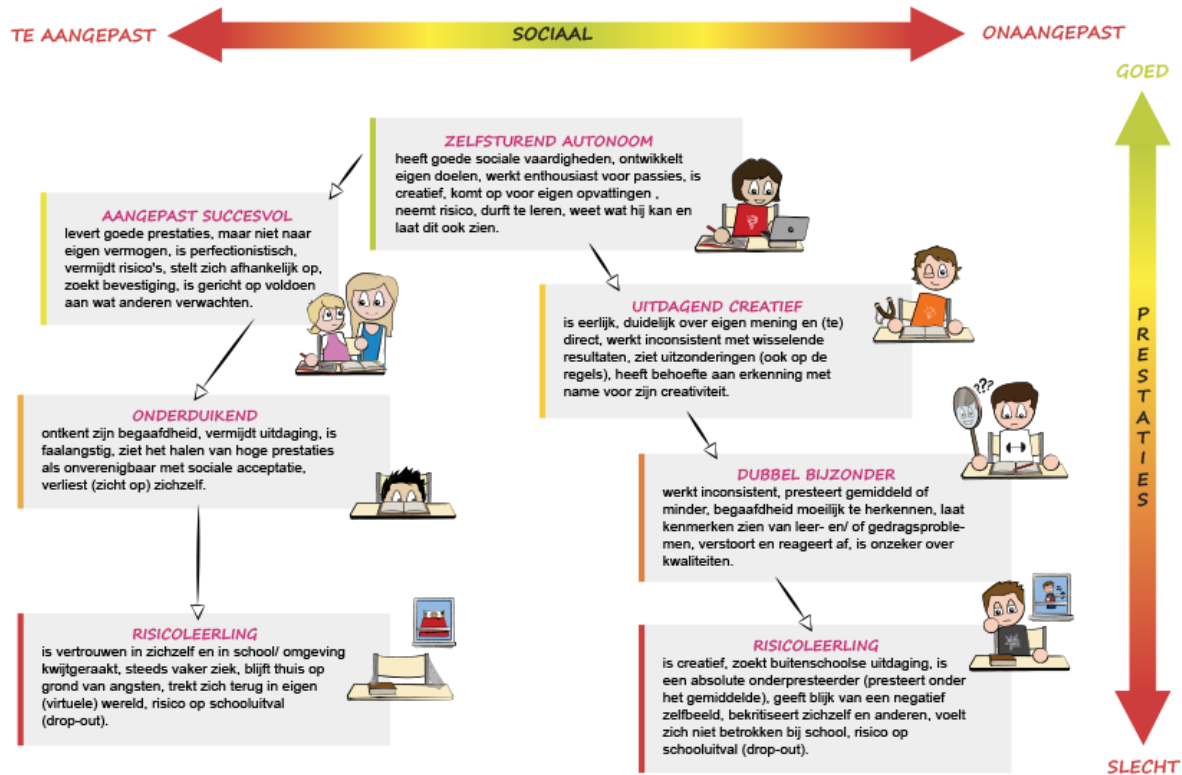 TE AANGEPAST
SOCIAAL
ONAANGEPAST
GOED
ZELFSTUREND AUTONOOM
heeft goede sociale vaardigheden, ontwikkelt
eigen doelen, werkt enthousiast voor passies, is
creatief, komt op voor eigen opvattingen ,
neemt risico, durft te leren, weet wat hij kan en
laat dit ook zien.
AANGEPAST SUCCESVOL
levert goede prestaties, maar niet naar
eigen vermogen, is perfectionistisch,
vermijdt risico's, stelt zich afhankelijk op,
zoekt bevestiging, is gericht op voldoen
aan wat anderen verwachten.
UITDAGEND CREATIEF
is eerlijk, duidelijk over eigen mening en (te)
direct, werkt inconsistent met wisselende
resultaten, ziet uitzonderingen (ook op de
regels), heeft behoefte aan erkenning met
name voor zijn creativiteit.
PRESTATIES
ONDERDUIKEND
ontkent zijn begaafdheid, vermijdt uitdaging, is
faalangstig, ziet het halen van hoge prestaties
als onverenigbaar met sociale acceptatie,
verliest (zicht op) zichzelf.
???
DUBBEL BIJZONDER
werkt inconsistent, presteert gemiddeld of
minder, begaafdheid moeilijk te herkennen, laat
kenmerken zien van leer- en/ of gedragsproble-
men, verstoort en reageert af, is onzeker over
kwaliteiten.
RISICOLEERLING
is vertrouwen in zichzelf en in school/ omgeving
kwijtgeraakt, steeds vaker ziek, blijft thuis op
grond van angsten, trekt zich terug in eigen
(virtuele) wereld, risico op schooluitval
(drop-out).
RISICOLEERLING
is creatief, zoekt buitenschoolse uitdaging, is
een absolute onderpresteerder (presteert onder
het gemiddelde), geeft blijk van een negatief
zelfbeeld, bekritiseert zichzelf en anderen, voelt
zich niet betrokken bij school, risico op
schooluitval (drop-out).
SLECHT